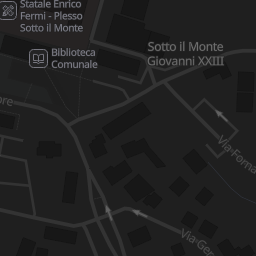 Statale Enrico
Fermi - Plesso
Sotto il Monte
Biblioteca
Comunale
Sotto il Monte
Giovanni XXIII